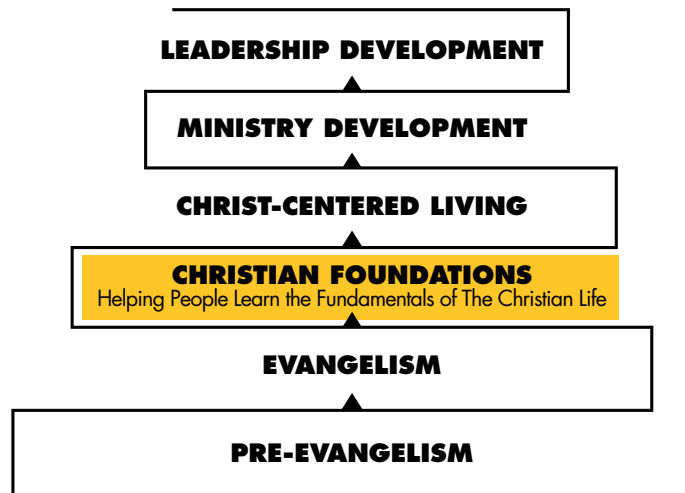 LEADERSHIP DEVELOPMENT
MINISTRY DEVELOPMENT
CHRIST-CENTERED LIVING
CHRISTIAN FOUNDATIONS
Helping People Learn the Fundamentals of The Christian Life
EVANGELISM
PRE-EVANGELISM